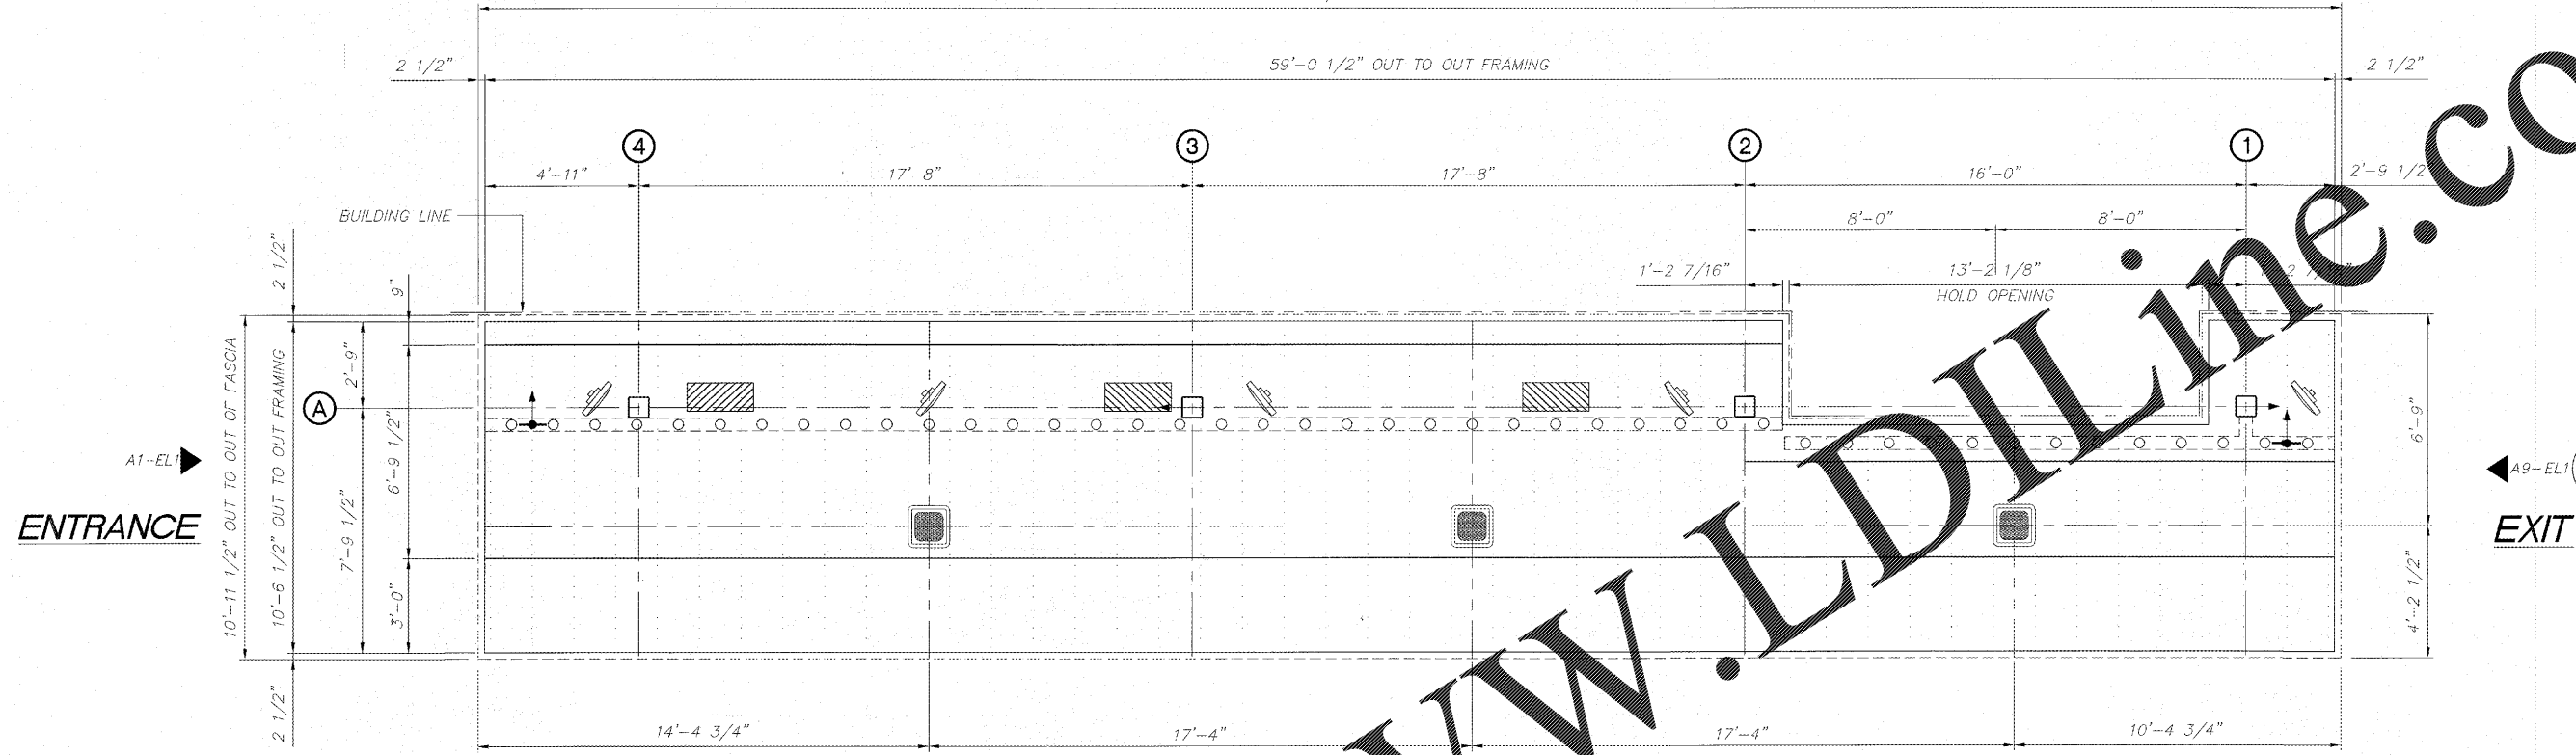 2 1/2"
59'-0 1/2" OUT TO OUT FRAMING
2 1/2"
4
3
2
1
4'-11"
17'-8"
17'-8"
16'-0"
2'-9 1/2
BUILDING LINE
8'-0"
8'-0"
2 1/2"
9"
1'-2 7/16"
13'-2 1/8"
HOLD OPENING
10'-11 1/2" OUT TO OUT OF FASCIA
10'-6 1/2" OUT TO OUT FRAMING
2'-9"
A
6'-9 1/2"
7'-9 1/2"
3'-0"
6'-9"
4'-2 1/2"
A1-EL1
A9-EL1
ENTRANCE
EXIT
2 1/2"
14'-4 3/4"
17'-4"
17'-4"
10'-4 3/4"
WW.LDILine.co